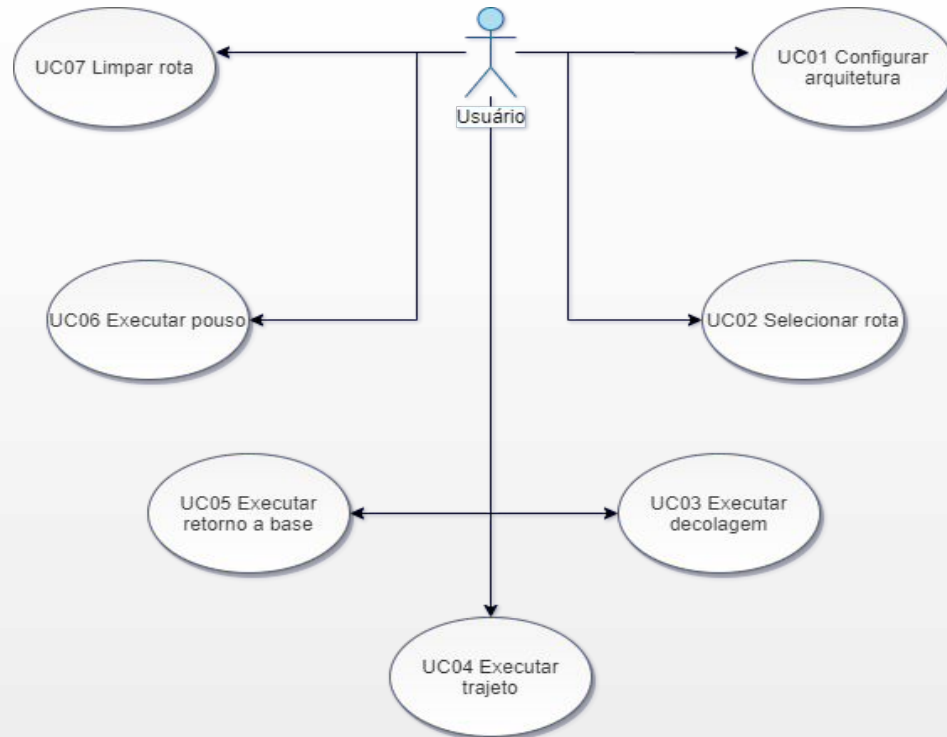 UC07 Limpar rota
UC01 Configurar
arquitetura
Usuário
UC06 Executar pouso
UC02 Selecionar rota
UC05 Executar
retorno a base
UC03 Executar
decolagem
UC04 Executar
trajeto